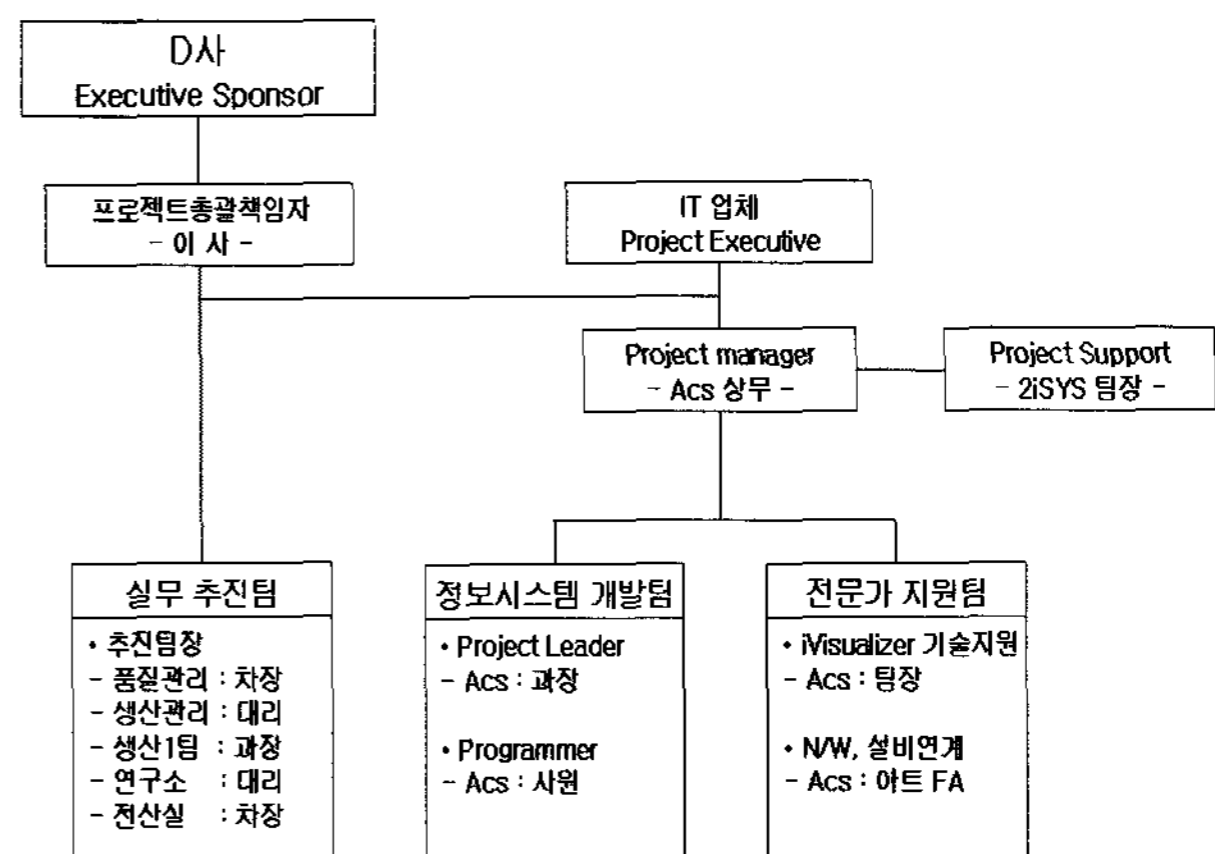 D사
Executive Sponsor
프로젝트총괄책임자
- 이 사 -
IT 업체
Project Executive
Project manager
- Acs 상무 -
Project Support
- 2iSYS 팀장 -
실무 추진팀
• 추진팀장
- 품질관리 : 차장
- 생산관리 : 대리
- 생산1팀 : 과장
- 연구소 : 대리
- 전산실 : 차장
정보시스템 개발팀
• Project Leader
- Acs : 과장
• Programmer
- Acs : 사원
전문가 지원팀
• iVisualizer 기술지원
- Acs : 팀장
• N/W, 설비연계
- Acs : 아트 FA